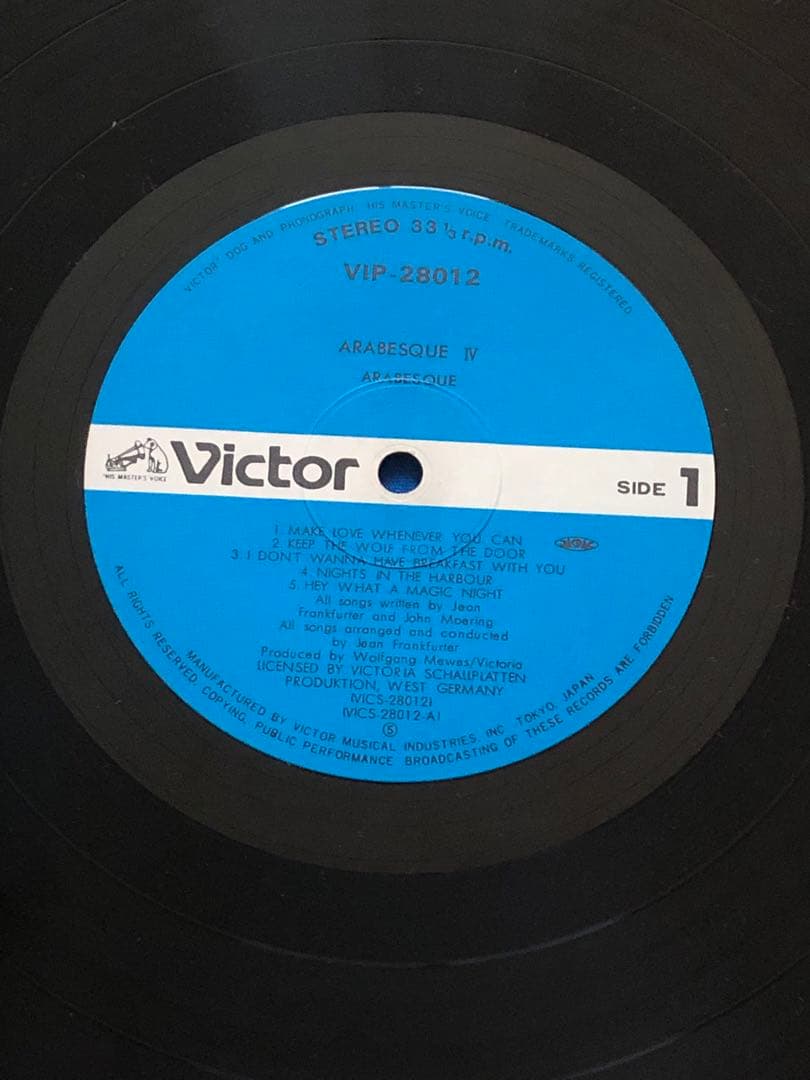 "VICTOR" DOG AND PHONOGRAPH, "HIS MASTER'S VOICE" TRADEMARKS REGISTERED
STEREO 33 1/3 r.p.m.
VIP-28012
ARABESQUE IV
ARABESQUE
"HIS MASTER'S VOICE"
Victor
SIDE 1
1. MAKE LOVE WHENEVER YOU CAN
2. KEEP THE WOLF FROM THE DOOR
3. I DON'T WANNA HAVE BREAKFAST WITH YOU
4. NIGHTS IN THE HARBOUR
5. HEY WHAT A MAGIC NIGHT
All songs written by Jean
Frankfurter and John Moering
All songs arranged and conducted
by Jean Frankfurter
Produced by Wolfgang Mewes/Victoria
LICENSED BY VICTORIA SCHALLPLATTEN
PRODUKTION, WEST GERMANY
(VICS-28012)
(VICS-28012-A)
⑤
MANUFACTURED BY VICTOR MUSICAL INDUSTRIES, INC. TOKYO, JAPAN
ALL RIGHTS RESERVED. COPYING, PUBLIC PERFORMANCE BROADCASTING OF THESE RECORDS ARE FORBIDDEN